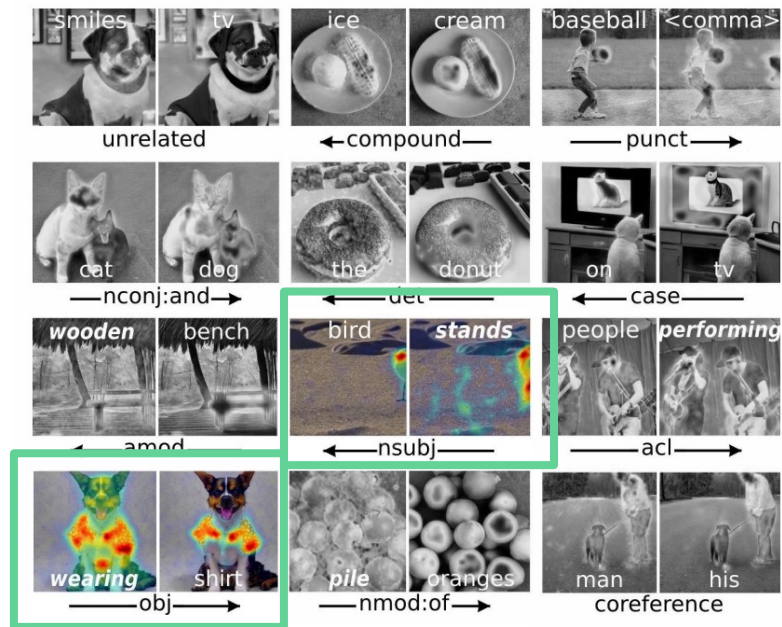 smiles tv ice cream baseball <comma>
unrelated compound punct
cat dog the donut on tv
nconj:and det case
wooden bench bird stands people performing
amod nsubj acl
wearing shirt pile oranges man his
obj nmod:of coreference